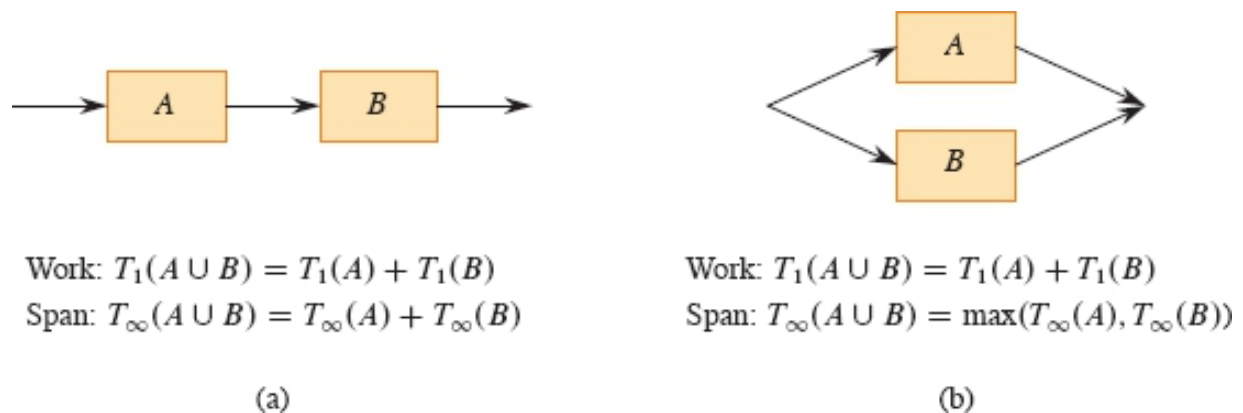 A
B
Work: T₁(A ∪ B) = T₁(A) + T₁(B)
Span: T∞(A ∪ B) = T∞(A) + T∞(B)
(a)
A
B
Work: T₁(A ∪ B) = T₁(A) + T₁(B)
Span: T∞(A ∪ B) = max(T∞(A), T∞(B))
(b)